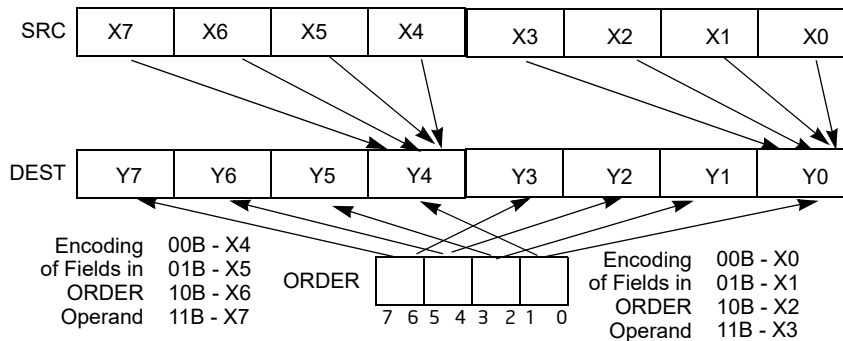 SRC X7 X6 X5 X4 X3 X2 X1 X0
DEST Y7 Y6 Y5 Y4 Y3 Y2 Y1 Y0
Encoding 00B - X4
of Fields in 01B - X5
ORDER 10B - X6
Operand 11B - X7
ORDER
7 6 5 4 3 2 1 0
Encoding 00B - X0
of Fields in 01B - X1
ORDER 10B - X2
Operand 11B - X3